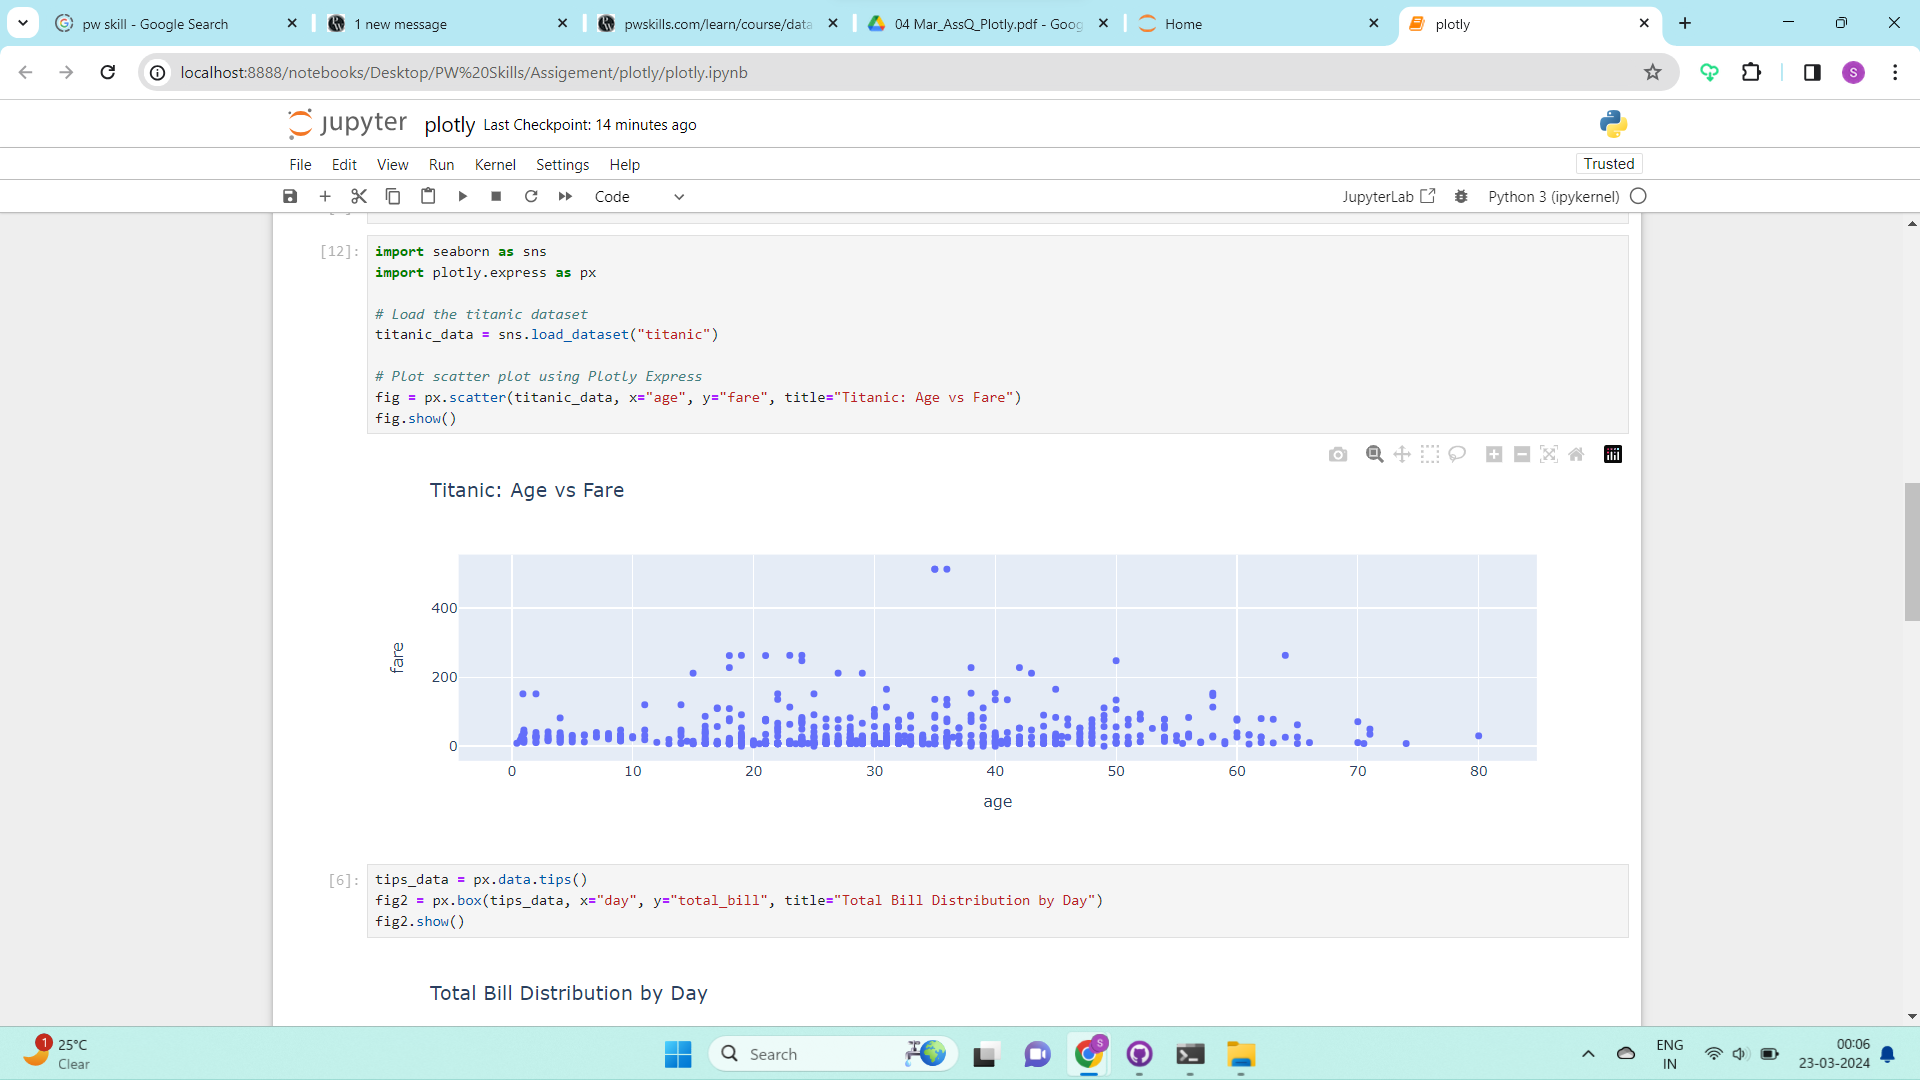 pw skill - Google Search
1 new message
pwskills.com/learn/course/data
04 Mar_AssQ_Plotly.pdf - Goog
Home
plotly
localhost:8888/notebooks/Desktop/PW%20Skills/Assigement/plotly/plotly.ipynb
S
jupyter plotly Last Checkpoint: 14 minutes ago
File Edit View Run Kernel Settings Help
Trusted
Code
JupyterLab
Python 3 (ipykernel)
[12]:
import seaborn as sns
import plotly.express as px
# Load the titanic dataset
titanic_data = sns.load_dataset("titanic")
# Plot scatter plot using Plotly Express
fig = px.scatter(titanic_data, x="age", y="fare", title="Titanic: Age vs Fare")
fig.show()
Titanic: Age vs Fare
400
200
0
fare
0 10 20 30 40 50 60 70 80
age
[6]:
tips_data = px.data.tips()
fig2 = px.box(tips_data, x="day", y="total_bill", title="Total Bill Distribution by Day")
fig2.show()
Total Bill Distribution by Day
1
25°C
Clear
Search
S
ENG
IN
00:06
23-03-2024